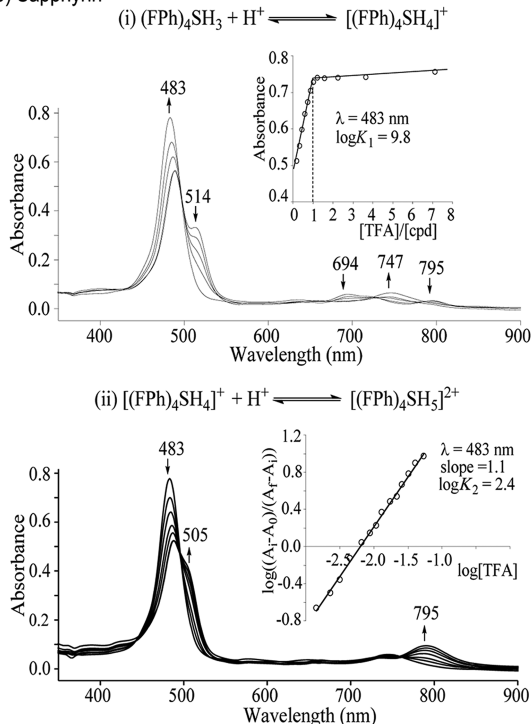 ) Sapphyrin
(i) (FPh)₄SH₃ + H⁺ ⇌ [(FPh)₄SH₄]⁺
483
514
694
747
795
Absorbance
0.8
0.6
0.4
0.2
0.0
400 500 600 700 800 900
Wavelength (nm)
Absorbance
0.8
0.7
0.6
0.5
0.4
λ = 483 nm
logK₁ = 9.8
0 1 2 3 4 5 6 7 8
[TFA]/[cpd]
(ii) [(FPh)₄SH₄]⁺ + H⁺ ⇌ [(FPh)₄SH₅]²⁺
483
505
795
Absorbance
0.8
0.6
0.4
0.2
0.0
400 500 600 700 800 900
Wavelength (nm)
log((Aᵢ-A₀)/(A_f-Aᵢ))
1.2
0.8
0.4
0.0
-0.4
-0.8
λ = 483 nm
slope =1.1
logK₂ = 2.4
-2.5 -2.0 -1.5 -1.0
log[TFA]